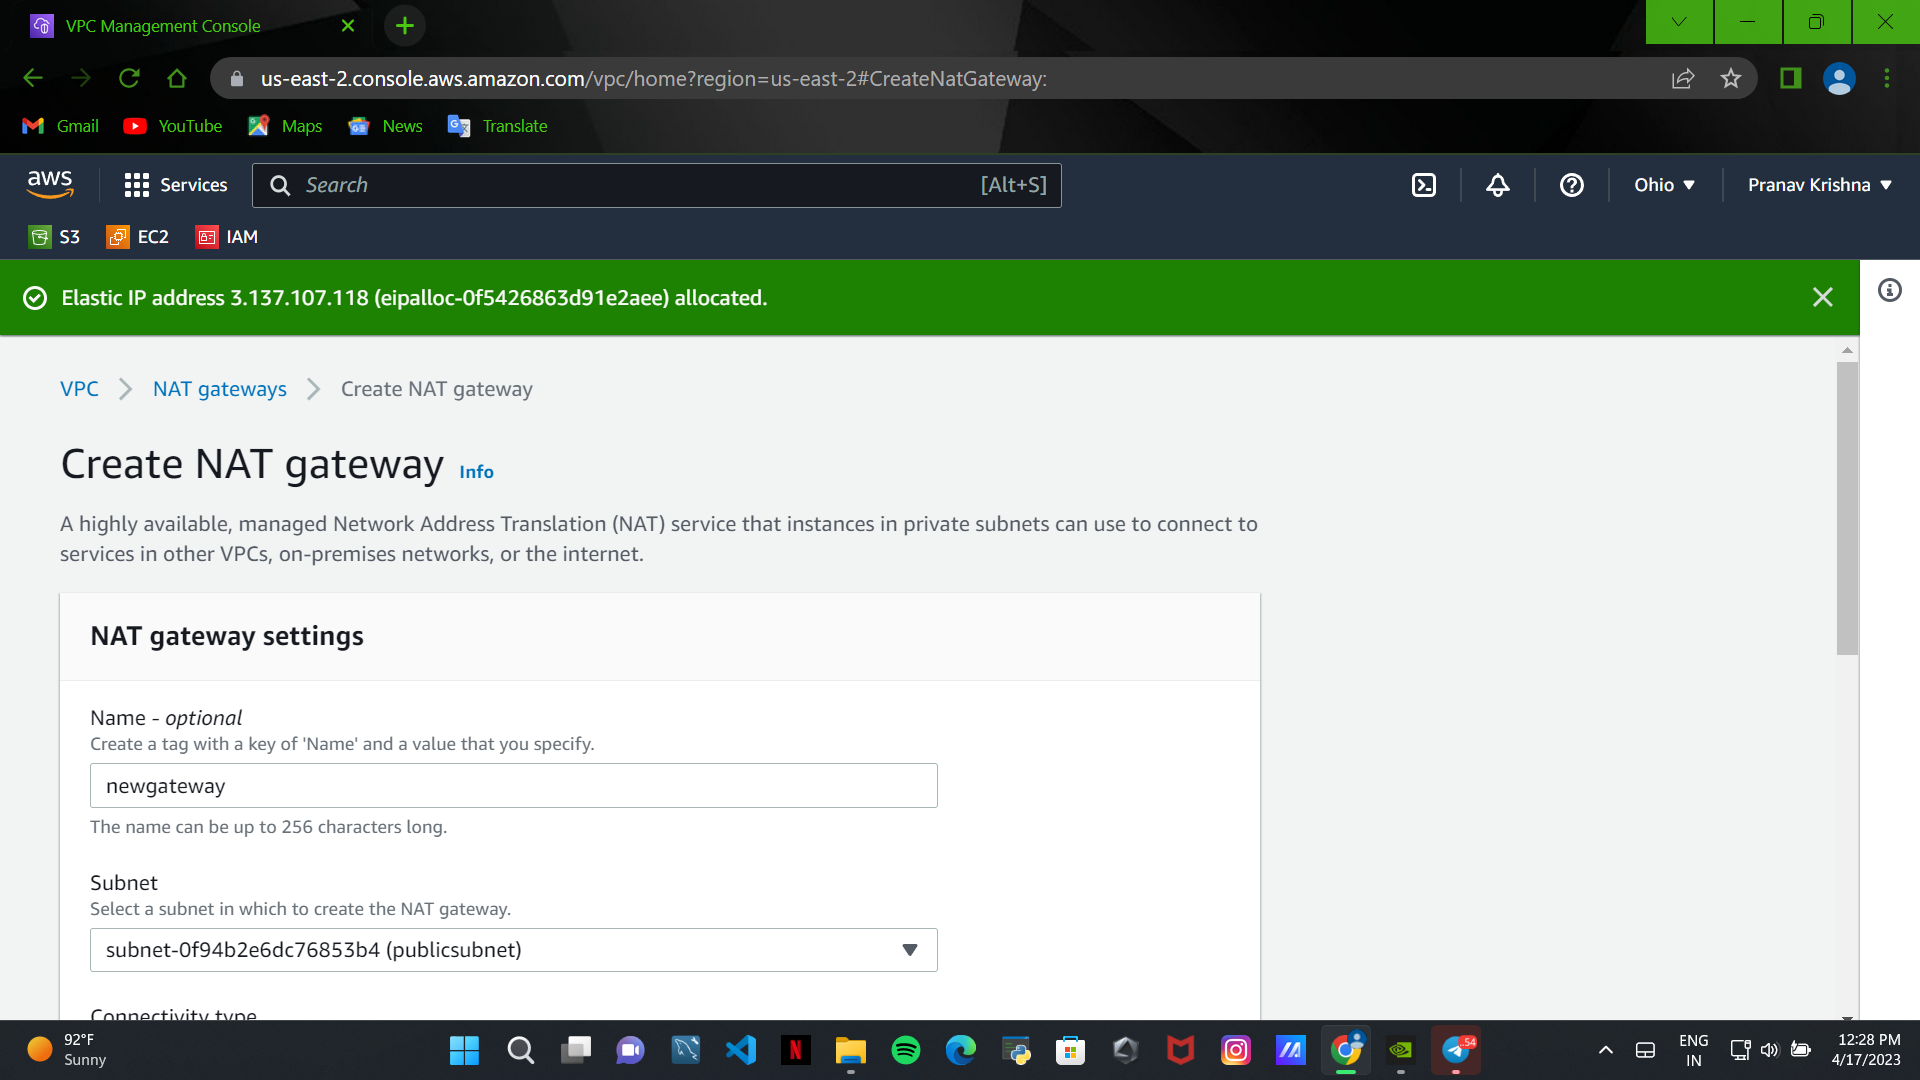 VPC Management Console
us-east-2.console.aws.amazon.com/vpc/home?region=us-east-2#CreateNatGateway:
Gmail YouTube Maps News Translate
aws Services Search [Alt+S] Ohio Pranav Krishna
S3 EC2 IAM
Elastic IP address 3.137.107.118 (eipalloc-0f5426863d91e2aee) allocated.
VPC NAT gateways Create NAT gateway
Create NAT gateway Info
A highly available, managed Network Address Translation (NAT) service that instances in private subnets can use to connect to
services in other VPCs, on-premises networks, or the internet.
NAT gateway settings
Name - optional
Create a tag with a key of 'Name' and a value that you specify.
newgateway
The name can be up to 256 characters long.
Subnet
Select a subnet in which to create the NAT gateway.
subnet-0f94b2e6dc76853b4 (publicsubnet)
Connectivity type
92°F
Sunny
N
54
ENG
IN
12:28 PM
4/17/2023